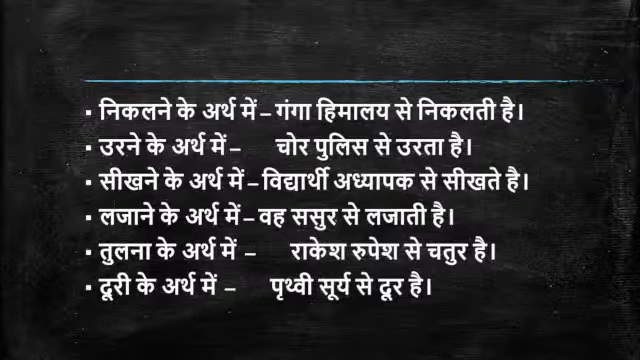 ▪ निकलने के अर्थ में – गंगा हिमालय से निकलती है।
▪ उरने के अर्थ में – चोर पुलिस से उरता है।
▪ सीखने के अर्थ में – विद्यार्थी अध्यापक से सीखते है।
▪ लजाने के अर्थ में – वह ससुर से लजाती है।
▪ तुलना के अर्थ में – राकेश रुपेश से चतुर है।
▪ दूरी के अर्थ में – पृथ्वी सूर्य से दूर है।